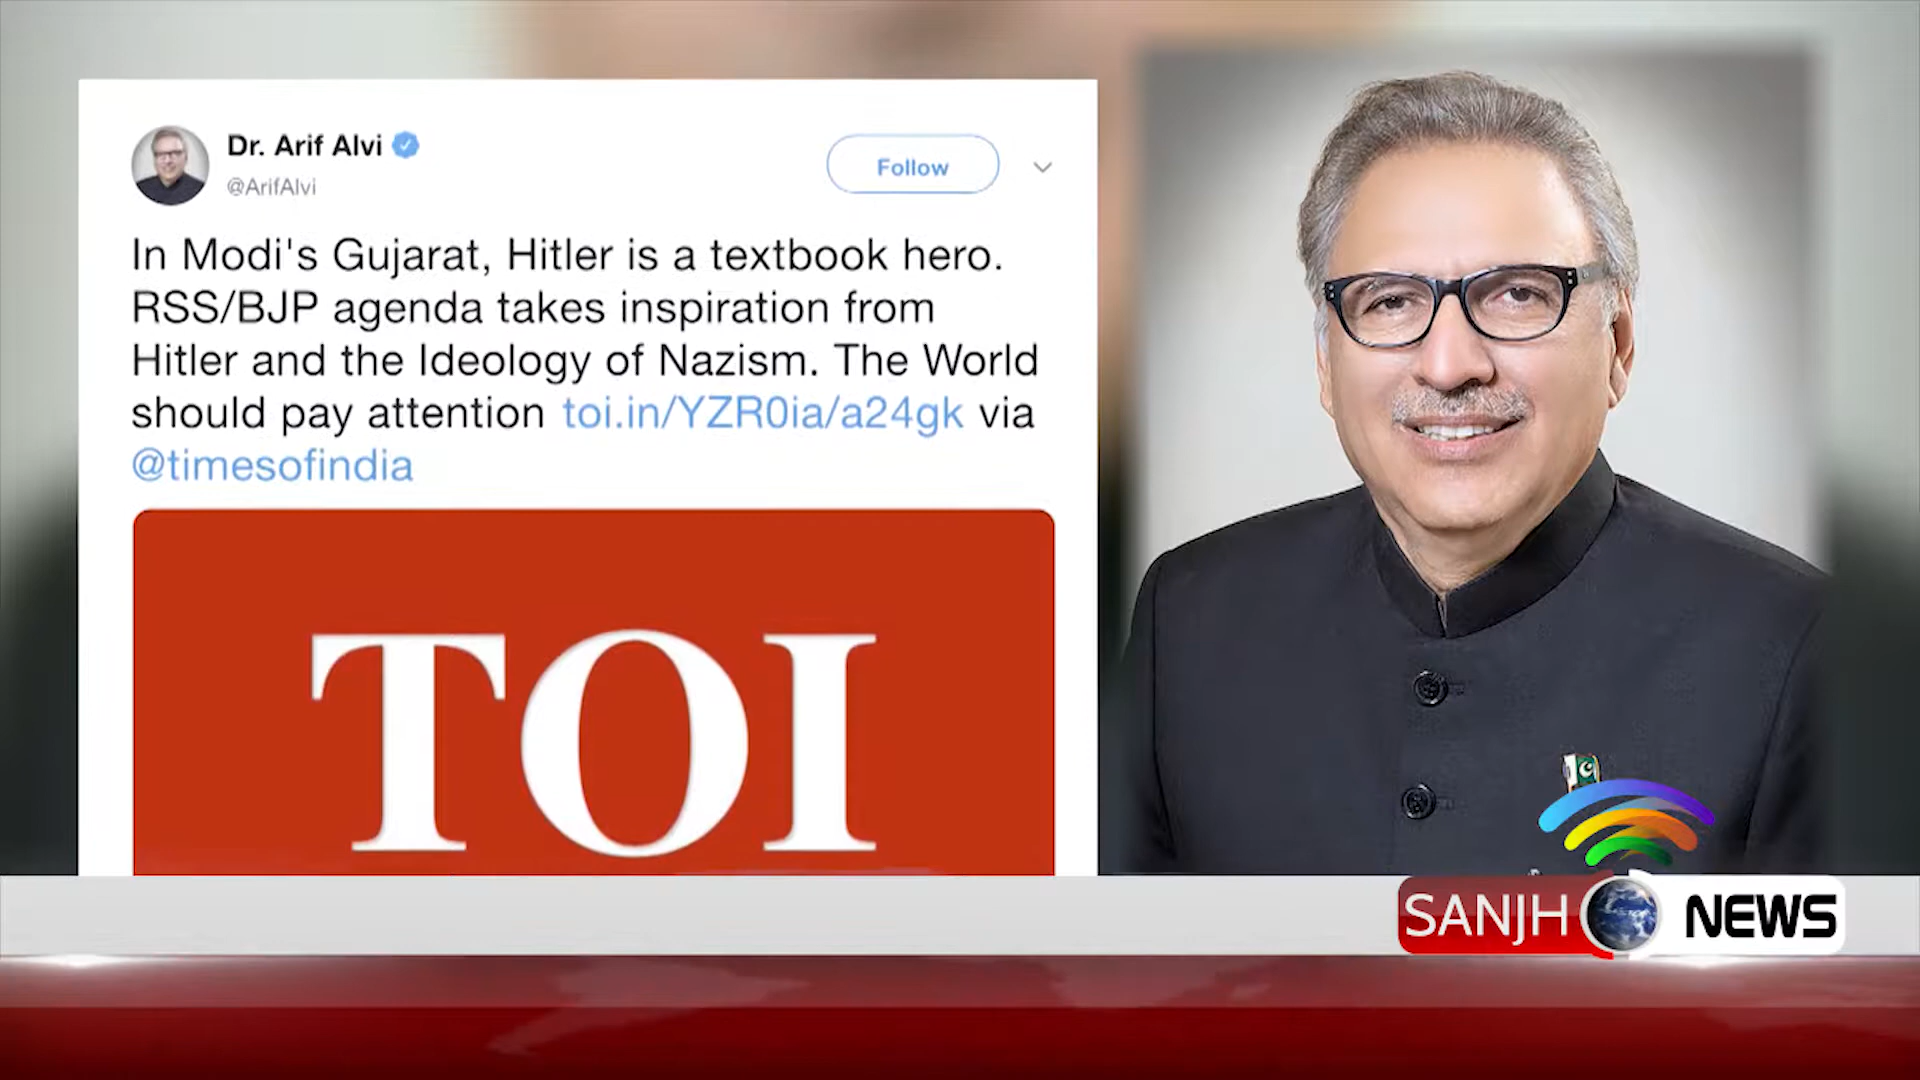 Dr. Arif Alvi
@ArifAlvi
Follow
In Modi's Gujarat, Hitler is a textbook hero.
RSS/BJP agenda takes inspiration from
Hitler and the Ideology of Nazism. The World
should pay attention toi.in/YZR0ia/a24gk via
@timesofindia
TOI
SANJH NEWS